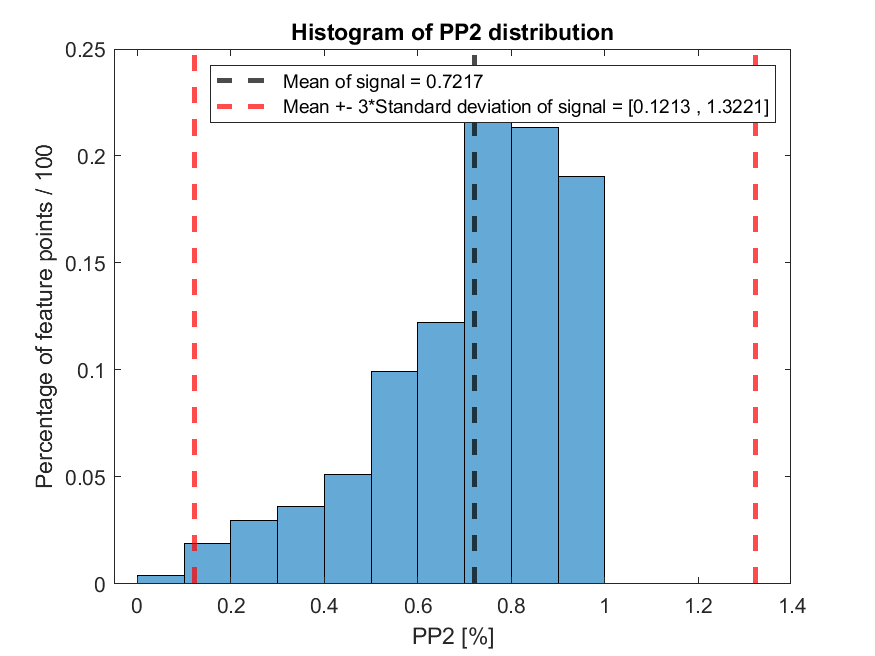 Histogram of PP2 distribution
0.25
Mean of signal = 0.7217
Mean +- 3*Standard deviation of signal = [0.1213 , 1.3221]
0.2
0.15
0.1
0.05
0
Percentage of feature points / 100
0 0.2 0.4 0.6 0.8 1 1.2 1.4
PP2 [%]